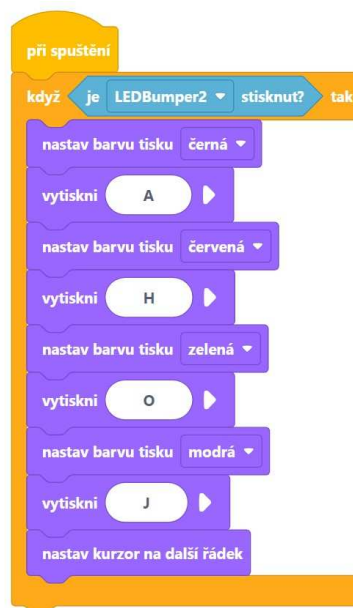 při spuštění
když je LEDBumper2 stisknut? tak
nastav barvu tisku černá
vytiskni A
nastav barvu tisku červená
vytiskni H
nastav barvu tisku zelená
vytiskni O
nastav barvu tisku modrá
vytiskni J
nastav kurzor na další řádek